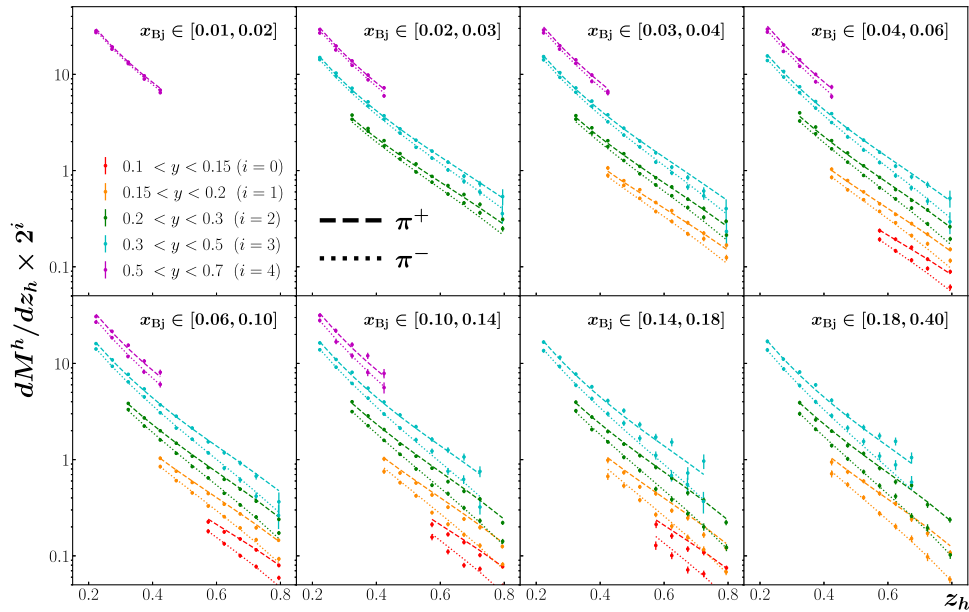 x_Bj ∈ [0.01, 0.02]
x_Bj ∈ [0.02, 0.03]
x_Bj ∈ [0.03, 0.04]
x_Bj ∈ [0.04, 0.06]
10
1
0.1
0.1 < y < 0.15 (i = 0)
0.15 < y < 0.2 (i = 1)
0.2 < y < 0.3 (i = 2)
0.3 < y < 0.5 (i = 3)
0.5 < y < 0.7 (i = 4)
π⁺
π⁻
dM^h/dz_h × 2^i
x_Bj ∈ [0.06, 0.10]
x_Bj ∈ [0.10, 0.14]
x_Bj ∈ [0.14, 0.18]
x_Bj ∈ [0.18, 0.40]
10
1
0.1
0.2 0.4 0.6 0.8
0.2 0.4 0.6 0.8
0.2 0.4 0.6 0.8
0.2 0.4 0.6 0.8
z_h